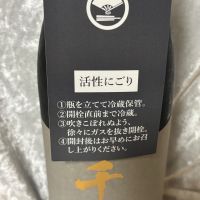 活性にごり
①瓶を立てて冷蔵保管。
②開栓直前まで冷蔵。
③吹きこぼれぬよう、
徐々にガスを抜き開栓。
④開封後はお早めにお召
し上がりください。
千